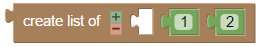 create list of + - 1 2